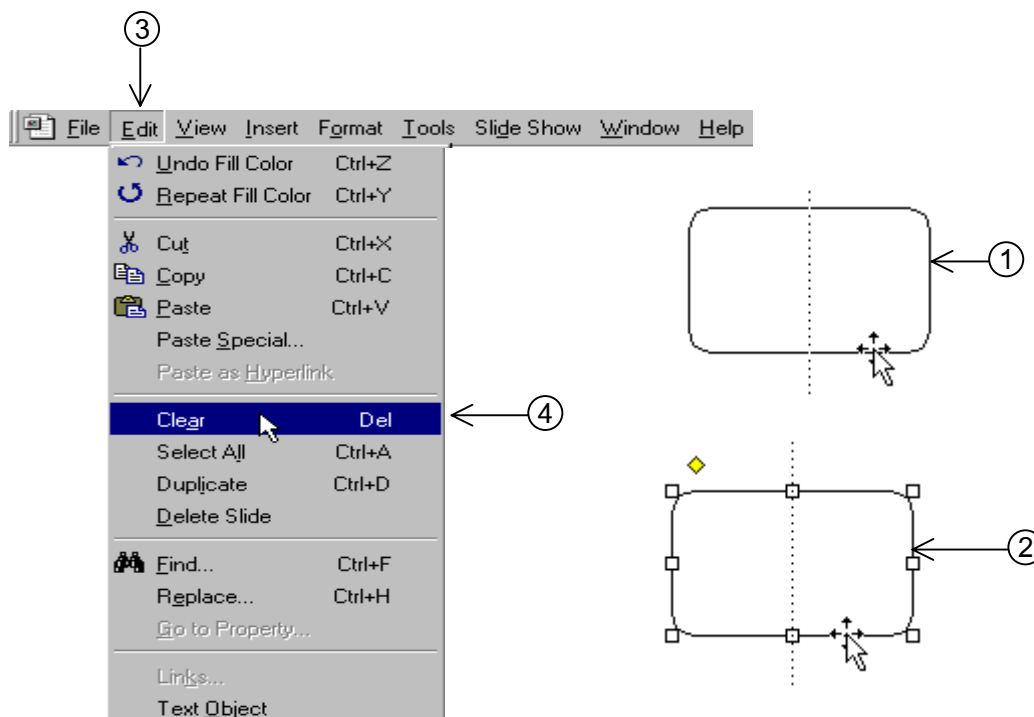 3
File Edit View Insert Format Tools Slide Show Window Help
Undo Fill Color Ctrl+Z
Repeat Fill Color Ctrl+Y
Cut Ctrl+X
Copy Ctrl+C
Paste Ctrl+V
Paste Special...
Paste as Hyperlink
Clear Del
Select All Ctrl+A
Duplicate Ctrl+D
Delete Slide
Find... Ctrl+F
Replace... Ctrl+H
Go to Property...
Links...
Text Object
4
1
2